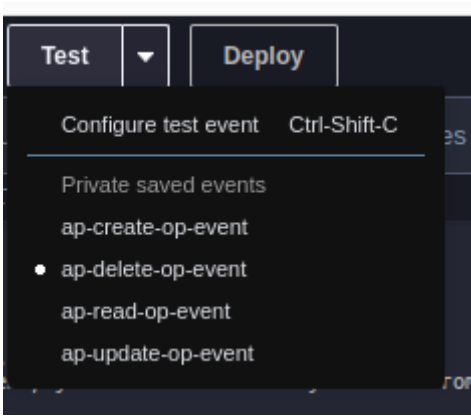 Test Deploy
Configure test event Ctrl-Shift-C
Private saved events
ap-create-op-event
ap-delete-op-event
ap-read-op-event
ap-update-op-event